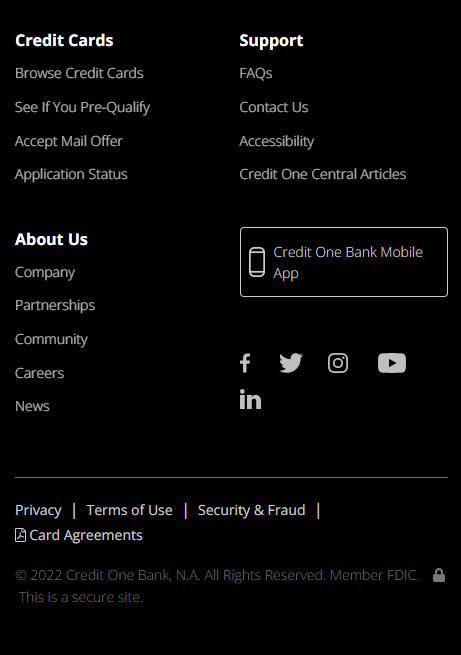 Credit Cards
Browse Credit Cards
See If You Pre-Qualify
Accept Mail Offer
Application Status
Support
FAQs
Contact Us
Accessibility
Credit One Central Articles
About Us
Company
Partnerships
Community
Careers
News
Credit One Bank Mobile
App
Privacy | Terms of Use | Security & Fraud |
Card Agreements
© 2022 Credit One Bank, N.A. All Rights Reserved. Member FDIC.
This is a secure site.